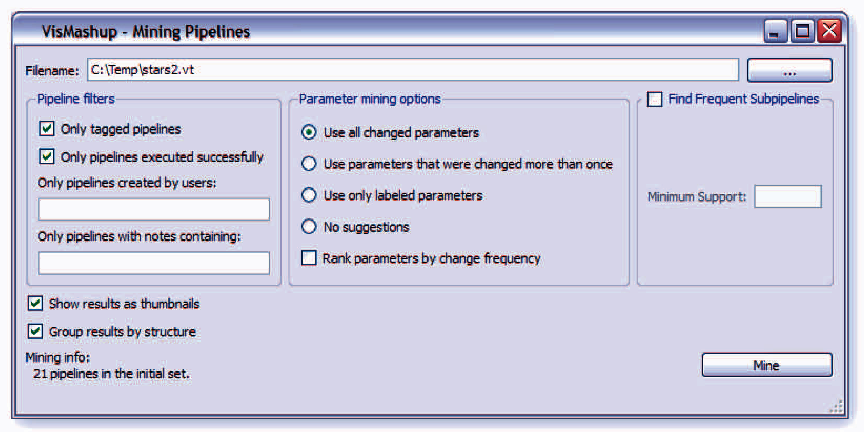 VisMashup - Mining Pipelines
Filename: C:\Temp\stars2.vt ...
Pipeline filters
Only tagged pipelines
Only pipelines executed successfully
Only pipelines created by users:
Only pipelines with notes containing:
Parameter mining options
Use all changed parameters
Use parameters that were changed more than once
Use only labeled parameters
No suggestions
Rank parameters by change frequency
Find Frequent Subpipelines
Minimum Support:
Show results as thumbnails
Group results by structure
Mining info:
21 pipelines in the initial set.
Mine